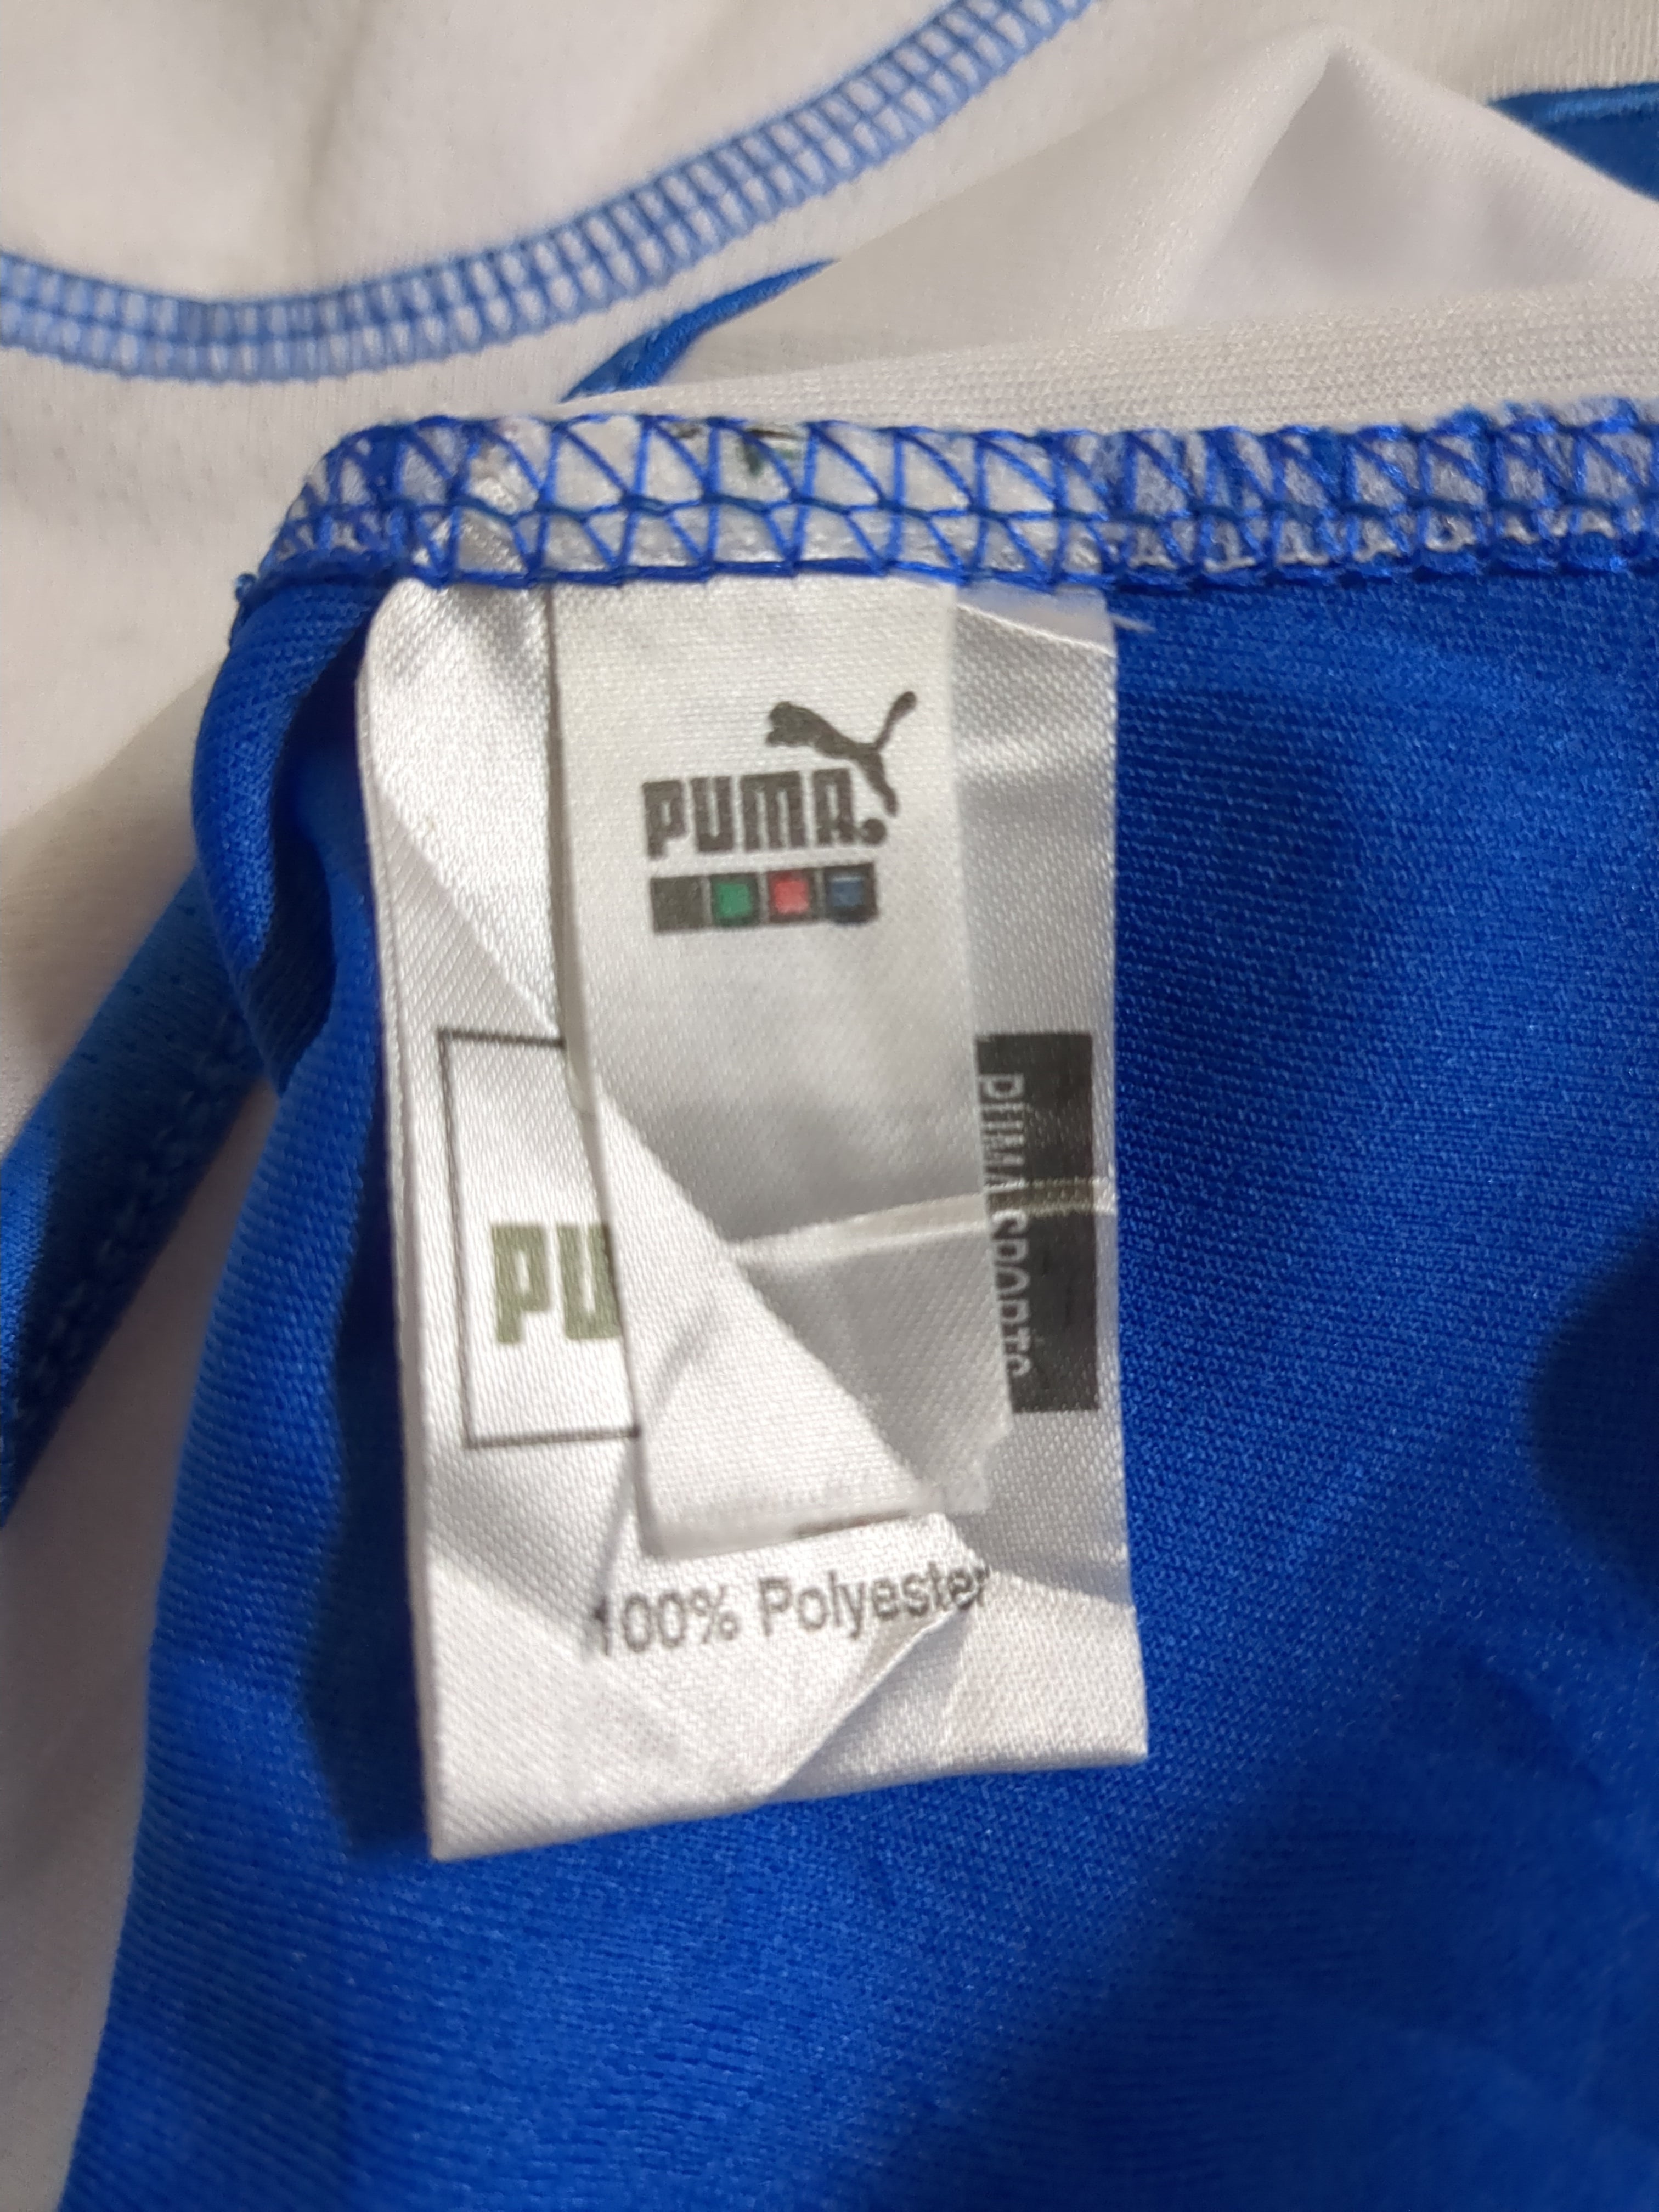 PUMA
PU
PUMA SPORTS
100% Polyester